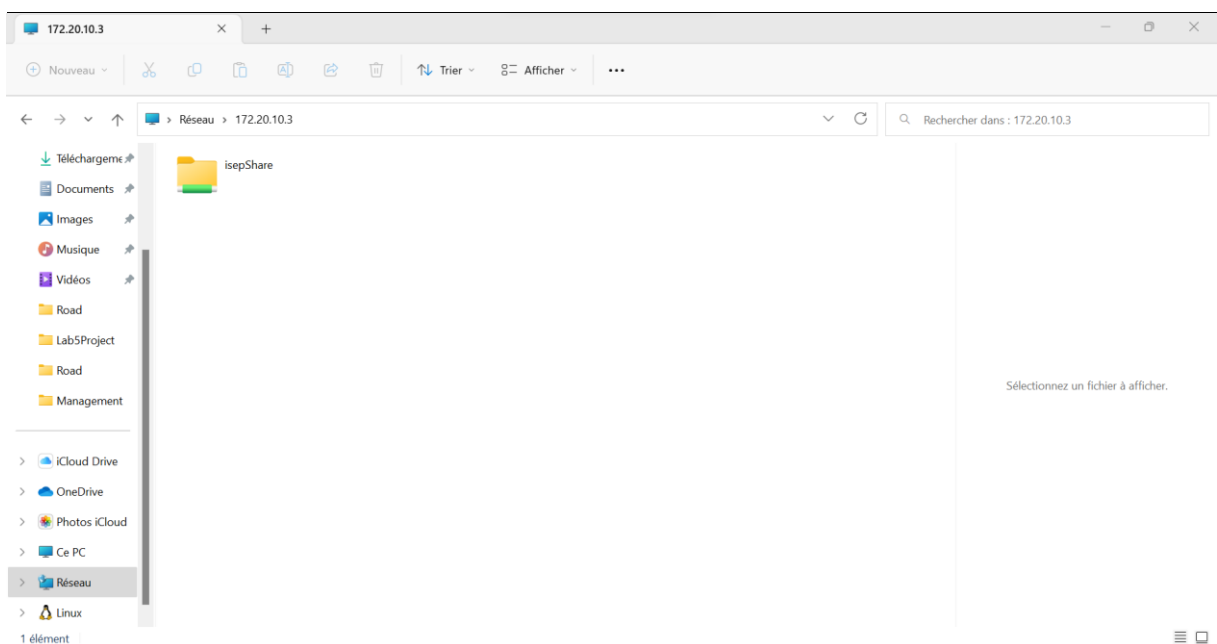 172.20.10.3
Nouveau
Trier
Afficher
Réseau > 172.20.10.3
Rechercher dans : 172.20.10.3
Téléchargeme
Documents
Images
Musique
Vidéos
Road
Lab5Project
Road
Management
iCloud Drive
OneDrive
Photos iCloud
Ce PC
Réseau
Linux
isepShare
Sélectionnez un fichier à afficher.
1 élément